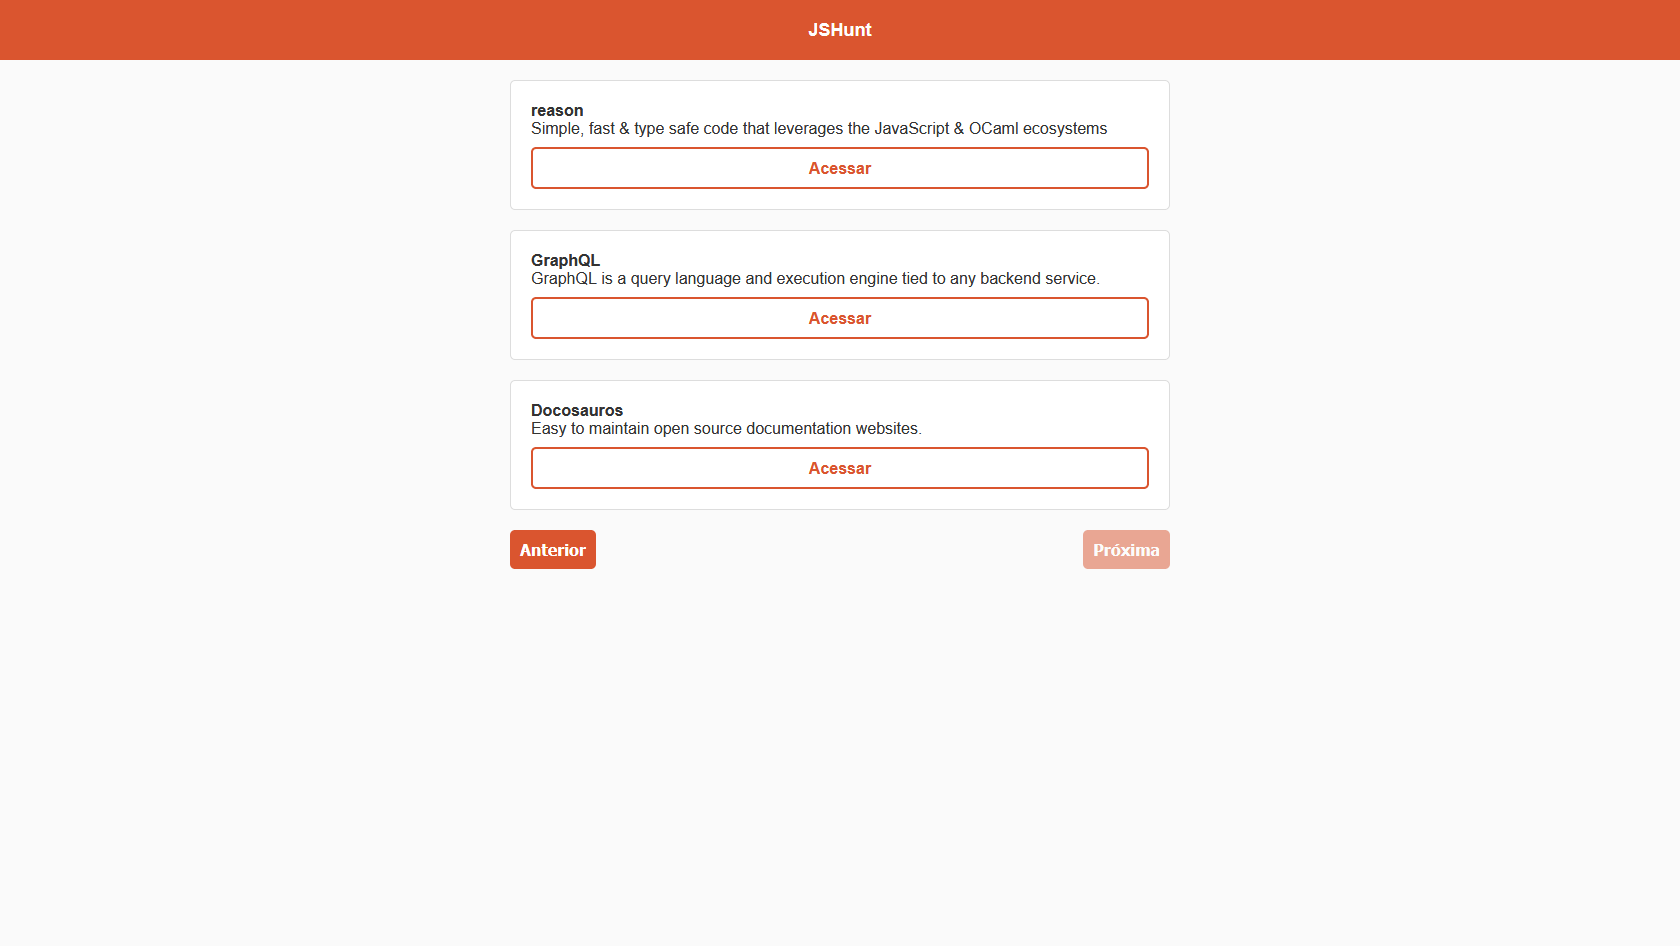 JSHunt
reason
Simple, fast & type safe code that leverages the JavaScript & OCaml ecosystems
Acessar
GraphQL
GraphQL is a query language and execution engine tied to any backend service.
Acessar
Docosauros
Easy to maintain open source documentation websites.
Acessar
Anterior
Próxima